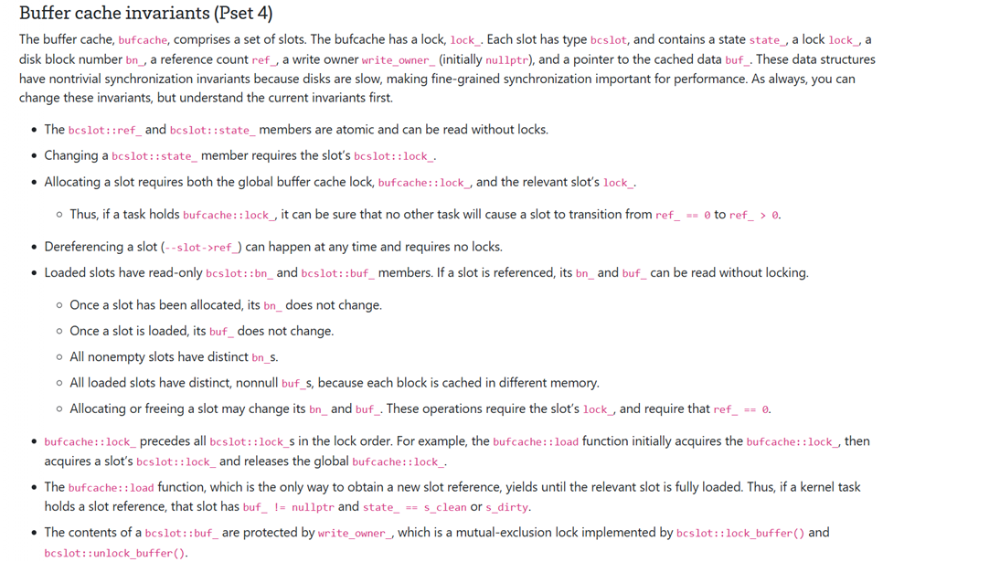 Buffer cache invariants (Pset 4)
The buffer cache, bufcache, comprises a set of slots. The bufcache has a lock, lock_. Each slot has type bcslot, and contains a state state_, a lock lock_, a
disk block number bn_, a reference count ref_, a write owner write_owner_ (initially nullptr), and a pointer to the cached data buf_. These data structures
have nontrivial synchronization invariants because disks are slow, making fine-grained synchronization important for performance. As always, you can
change these invariants, but understand the current invariants first.
• The bcslot::ref_ and bcslot::state_ members are atomic and can be read without locks.
• Changing a bcslot::state_ member requires the slot’s bcslot::lock_.
• Allocating a slot requires both the global buffer cache lock, bufcache::lock_, and the relevant slot’s lock_.
○ Thus, if a task holds bufcache::lock_, it can be sure that no other task will cause a slot to transition from ref_ == 0 to ref_ > 0.
• Dereferencing a slot (--slot->ref_) can happen at any time and requires no locks.
• Loaded slots have read-only bcslot::bn_ and bcslot::buf_ members. If a slot is referenced, its bn_ and buf_ can be read without locking.
○ Once a slot has been allocated, its bn_ does not change.
○ Once a slot is loaded, its buf_ does not change.
○ All nonempty slots have distinct bn_s.
○ All loaded slots have distinct, nonnull buf_s, because each block is cached in different memory.
○ Allocating or freeing a slot may change its bn_ and buf_. These operations require the slot’s lock_, and require that ref_ == 0.
• bufcache::lock_ precedes all bcslot::lock_s in the lock order. For example, the bufcache::load function initially acquires the bufcache::lock_, then
acquires a slot’s bcslot::lock_ and releases the global bufcache::lock_.
• The bufcache::load function, which is the only way to obtain a new slot reference, yields until the relevant slot is fully loaded. Thus, if a kernel task
holds a slot reference, that slot has buf_ != nullptr and state_ == s_clean or s_dirty.
• The contents of a bcslot::buf_ are protected by write_owner_, which is a mutual-exclusion lock implemented by bcslot::lock_buffer() and
bcslot::unlock_buffer().